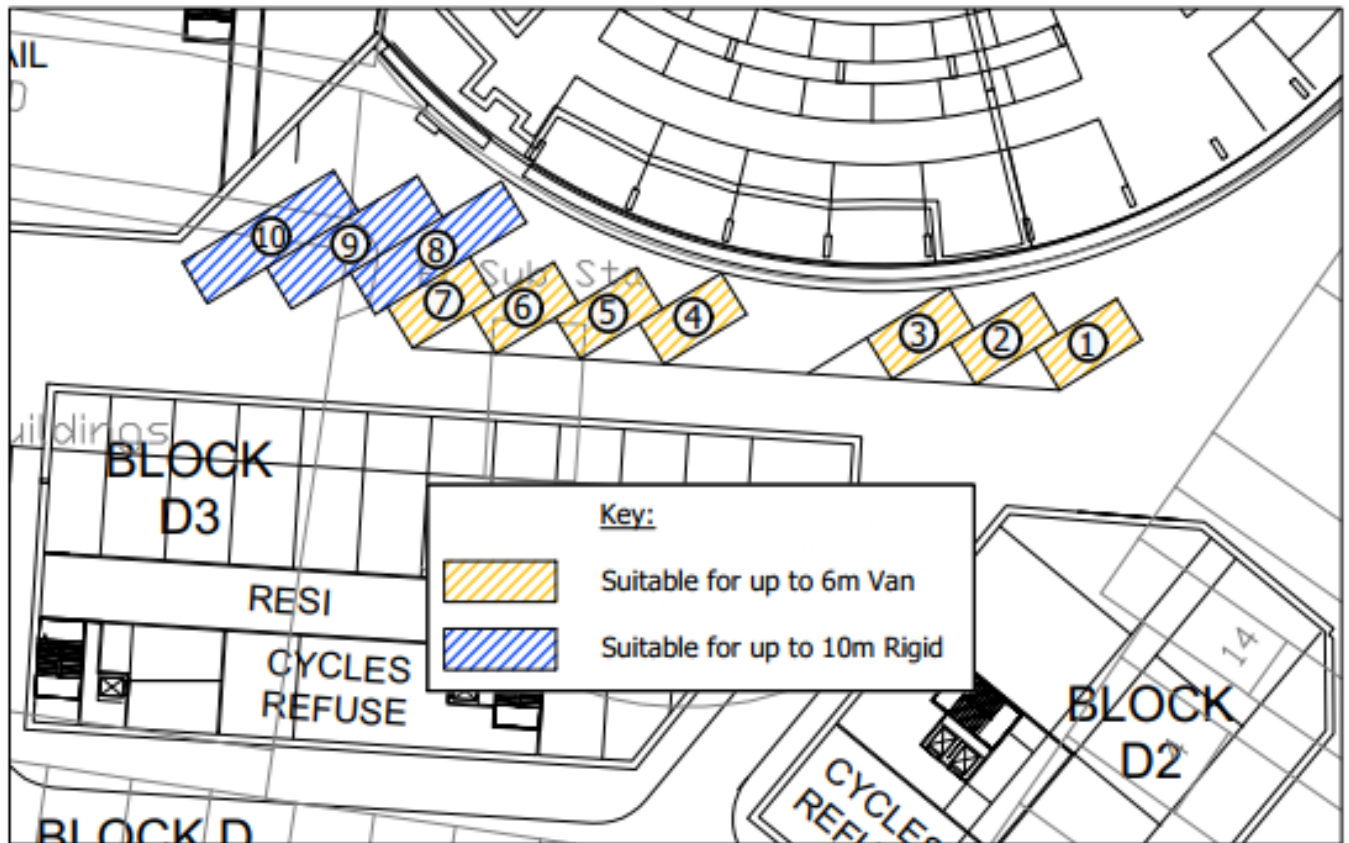 AIL
10
9
8
7
6
5
4
3
2
1
Sub Sta
uildings
BLOCK
D3
RESI
CYCLES
REFUSE
Key:
Suitable for up to 6m Van
Suitable for up to 10m Rigid
14
BLOCK
D2
CYCLES
BLOCK D